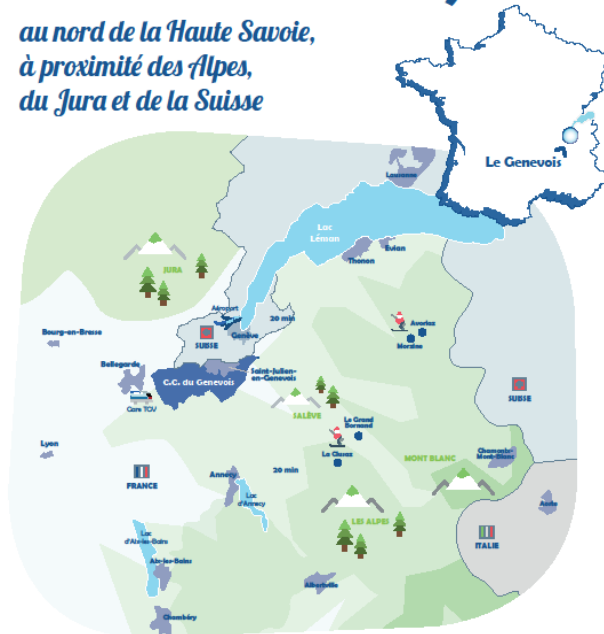 au nord de la Haute Savoie,
à proximité des Alpes,
du Jura et de la Suisse
Le Genevois
Lausanne
Lac
Léman
Evian
Thonon
JURA
Aéroport
20 min
Genève
SUISSE
Avoriaz
Morzine
Bourg-en-Bresse
Bellegarde
C.C. du Genevois
Saint-Julien-
en-Genevois
Gare TGV
SALÈVE
SUISSE
Le Grand
Bornand
La Clusaz
Lyon
MONT BLANC
Chamonix-
Mont-Blanc
FRANCE
Annecy
20 min
Lac
d'Annecy
LES ALPES
Aoste
ITALIE
Lac
d'Aix-les-Bains
Aix-les-Bains
Albertville
Chambéry